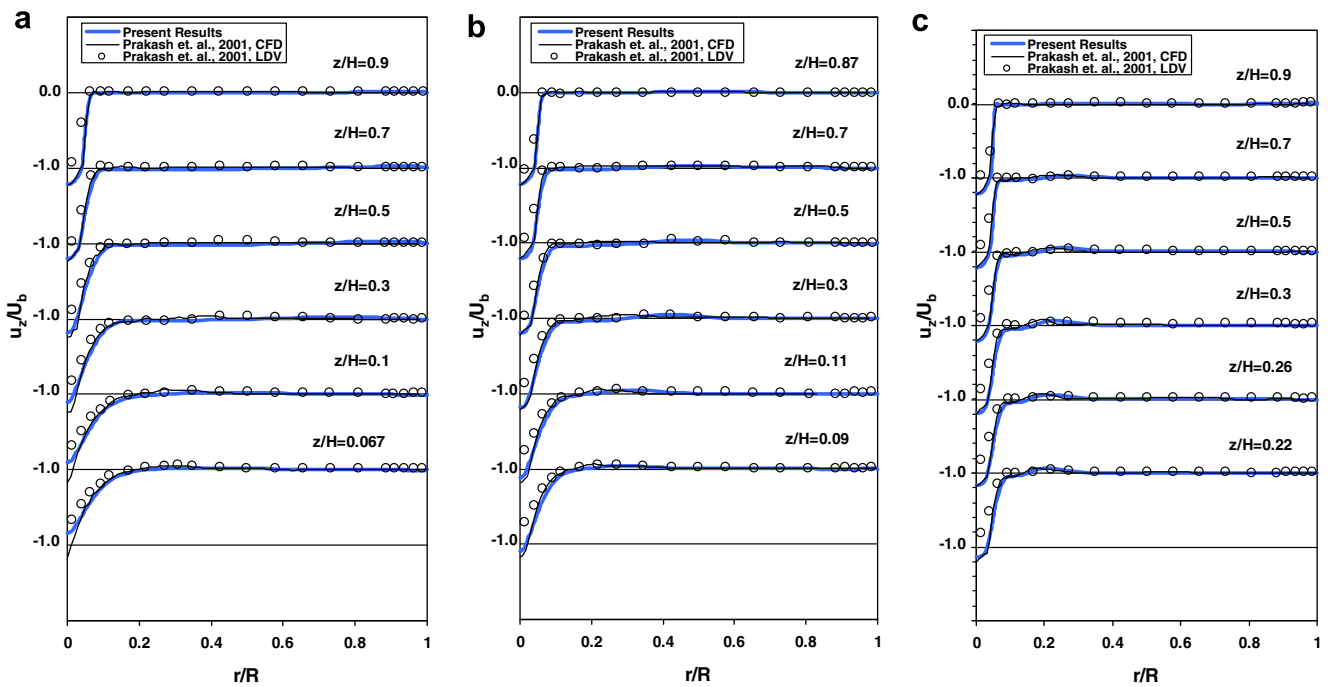 a
Present Results
Prakash et. al., 2001, CFD
Prakash et. al., 2001, LDV
z/H=0.9
0.0
z/H=0.7
-1.0
z/H=0.5
-1.0
z/H=0.3
-1.0
z/H=0.1
-1.0
z/H=0.067
-1.0
-1.0
uz/Ub
0 0.2 0.4 0.6 0.8 1
r/R
b
Present Results
Prakash et. al., 2001, CFD
Prakash et. al., 2001, LDV
z/H=0.87
0.0
z/H=0.7
-1.0
z/H=0.5
-1.0
z/H=0.3
-1.0
z/H=0.11
-1.0
z/H=0.09
-1.0
-1.0
uz/Ub
0 0.2 0.4 0.6 0.8 1
r/R
c
Present Results
Prakash et. al., 2001, CFD
Prakash et. al., 2001, LDV
z/H=0.9
0.0
z/H=0.7
-1.0
z/H=0.5
-1.0
z/H=0.3
-1.0
z/H=0.26
-1.0
z/H=0.22
-1.0
-1.0
uz/Ub
0 0.2 0.4 0.6 0.8 1
r/R